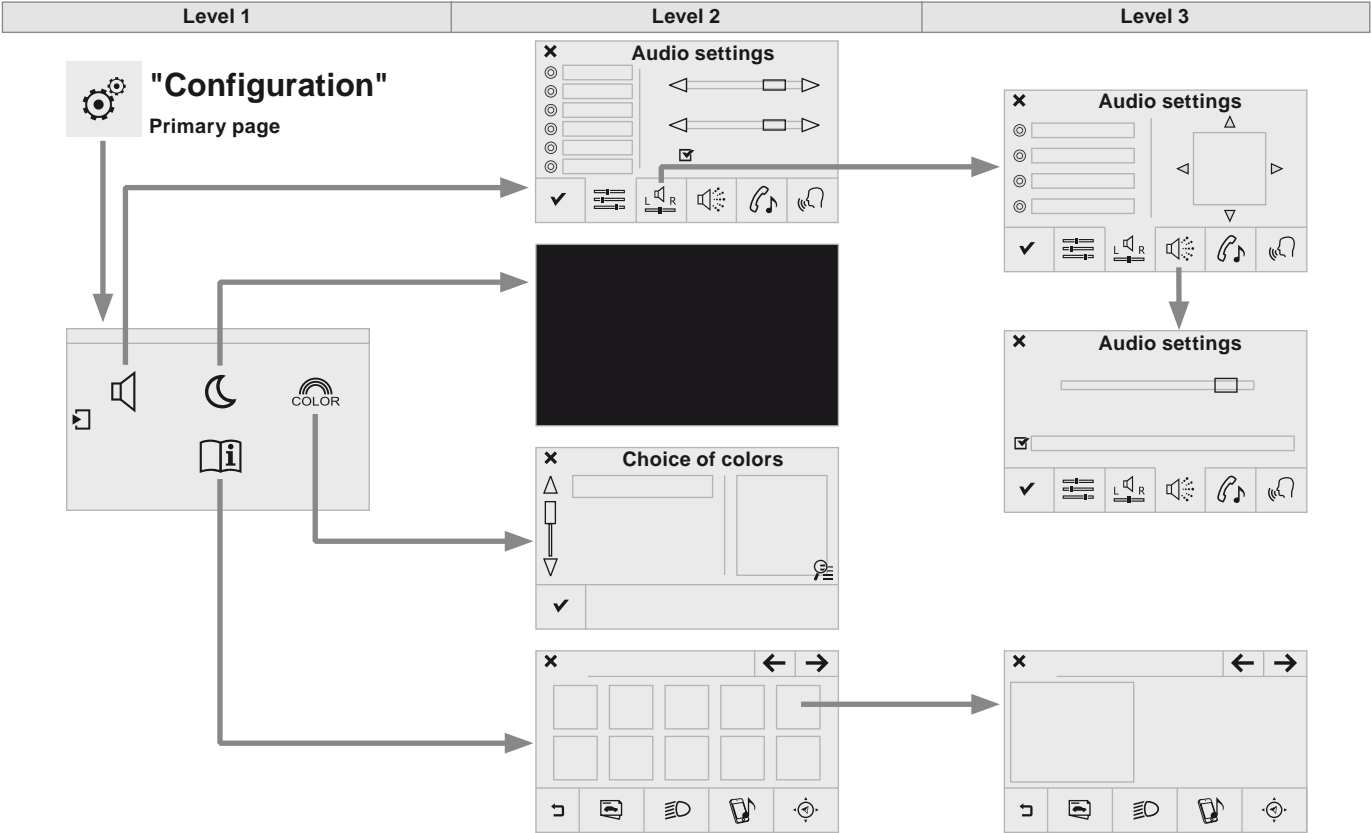 Level 1
Level 2
Level 3
"Configuration"
Primary page
COLOR
Audio settings
L R
Choice of colors
Audio settings
L R
Audio settings
L R